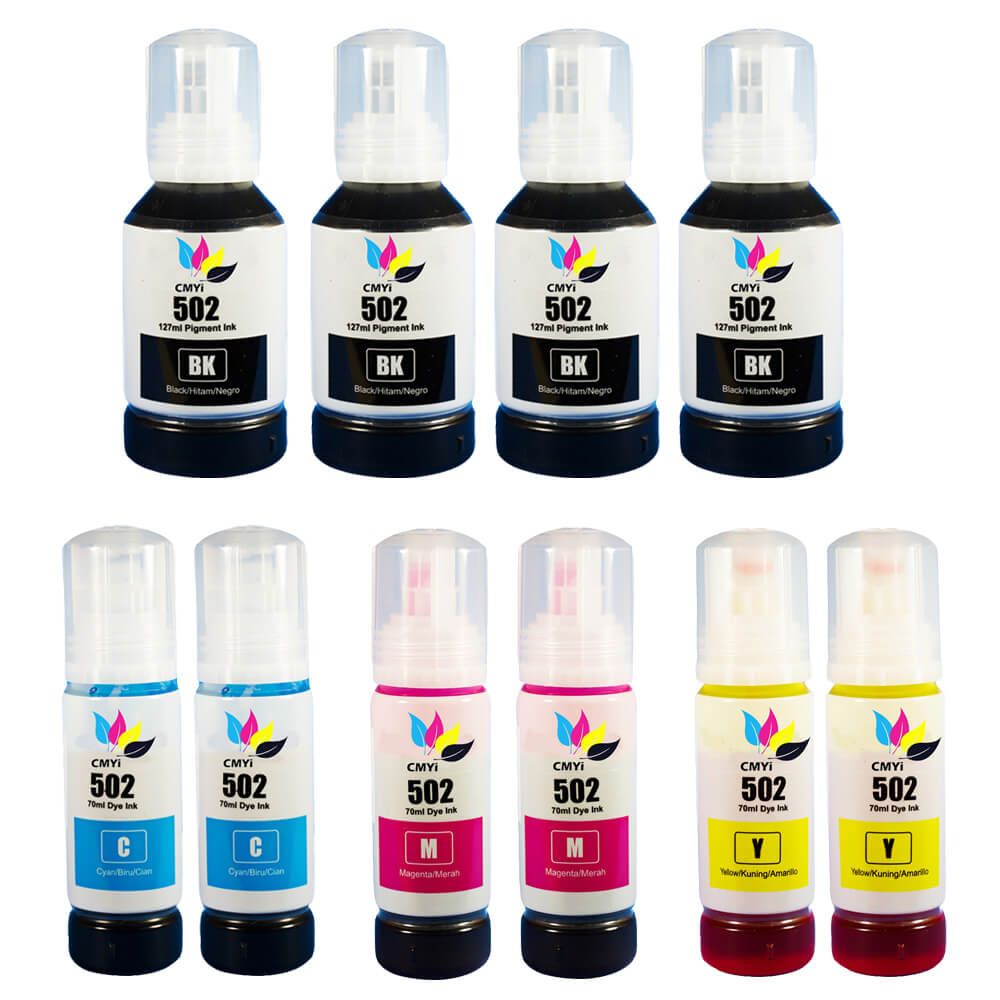 CMYi
502
127ml Pigment Ink
BK
Black/Hitam/Negro
CMYi
502
127ml Pigment Ink
BK
Black/Hitam/Negro
CMYi
502
127ml Pigment Ink
BK
Black/Hitam/Negro
CMYi
502
127ml Pigment Ink
BK
Black/Hitam/Negro
CMYi
502
70ml Dye Ink
C
Cyan/Biru/Cian
CMYi
502
70ml Dye Ink
C
Cyan/Biru/Cian
CMYi
502
70ml Dye Ink
M
Magenta/Merah
CMYi
502
70ml Dye Ink
M
Magenta/Merah
CMYi
502
70ml Dye Ink
Y
Yelow/Kuning/Amarillo
CMYi
502
70ml Dye Ink
Y
Yelow/Kuning/Amarillo